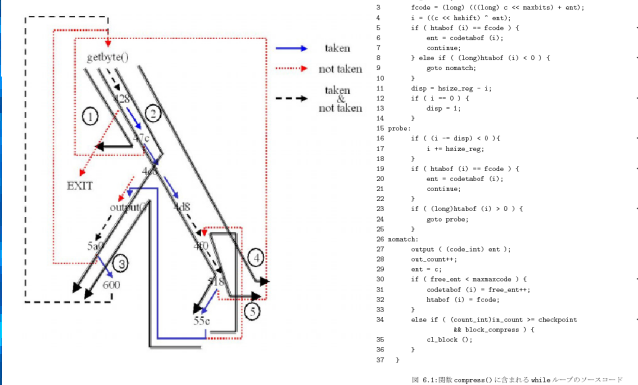 getbyte()
428
47c
EXIT
output()
4d8
4f0
5a0
600
518
55c
①
②
③
④
⑤
taken
not taken
taken
&
not taken
3 fcode = (long) (((long) c << maxbits) + ent);
4 i = ((c << hshift) ^ ent);
5 if ( htabof (i) == fcode ) {
6 ent = codetabof (i);
7 continue;
8 } else if ( (long)htabof (i) < 0 ) {
9 goto nomatch;
10 }
11 disp = hsize_reg - i;
12 if ( i == 0 ) {
13 disp = 1;
14 }
15 probe:
16 if ( (i -= disp) < 0 ){
17 i += hsize_reg;
18 }
19 if ( htabof (i) == fcode ) {
20 ent = codetabof (i);
21 continue;
22 }
23 if ( (long)htabof (i) > 0 ) {
24 goto probe;
25 }
26 nomatch:
27 output ( (code_int) ent );
28 out_count++;
29 ent = c;
30 if ( free_ent < maxmaxcode ) {
31 codetabof (i) = free_ent++;
32 htabof (i) = fcode;
33 }
34 else if ( (count_int)in_count >= checkpoint
&& block_compress ) {
35 cl_block ();
36 }
37 }
図 6.1:関数 compress() に含まれる while ループのソースコード